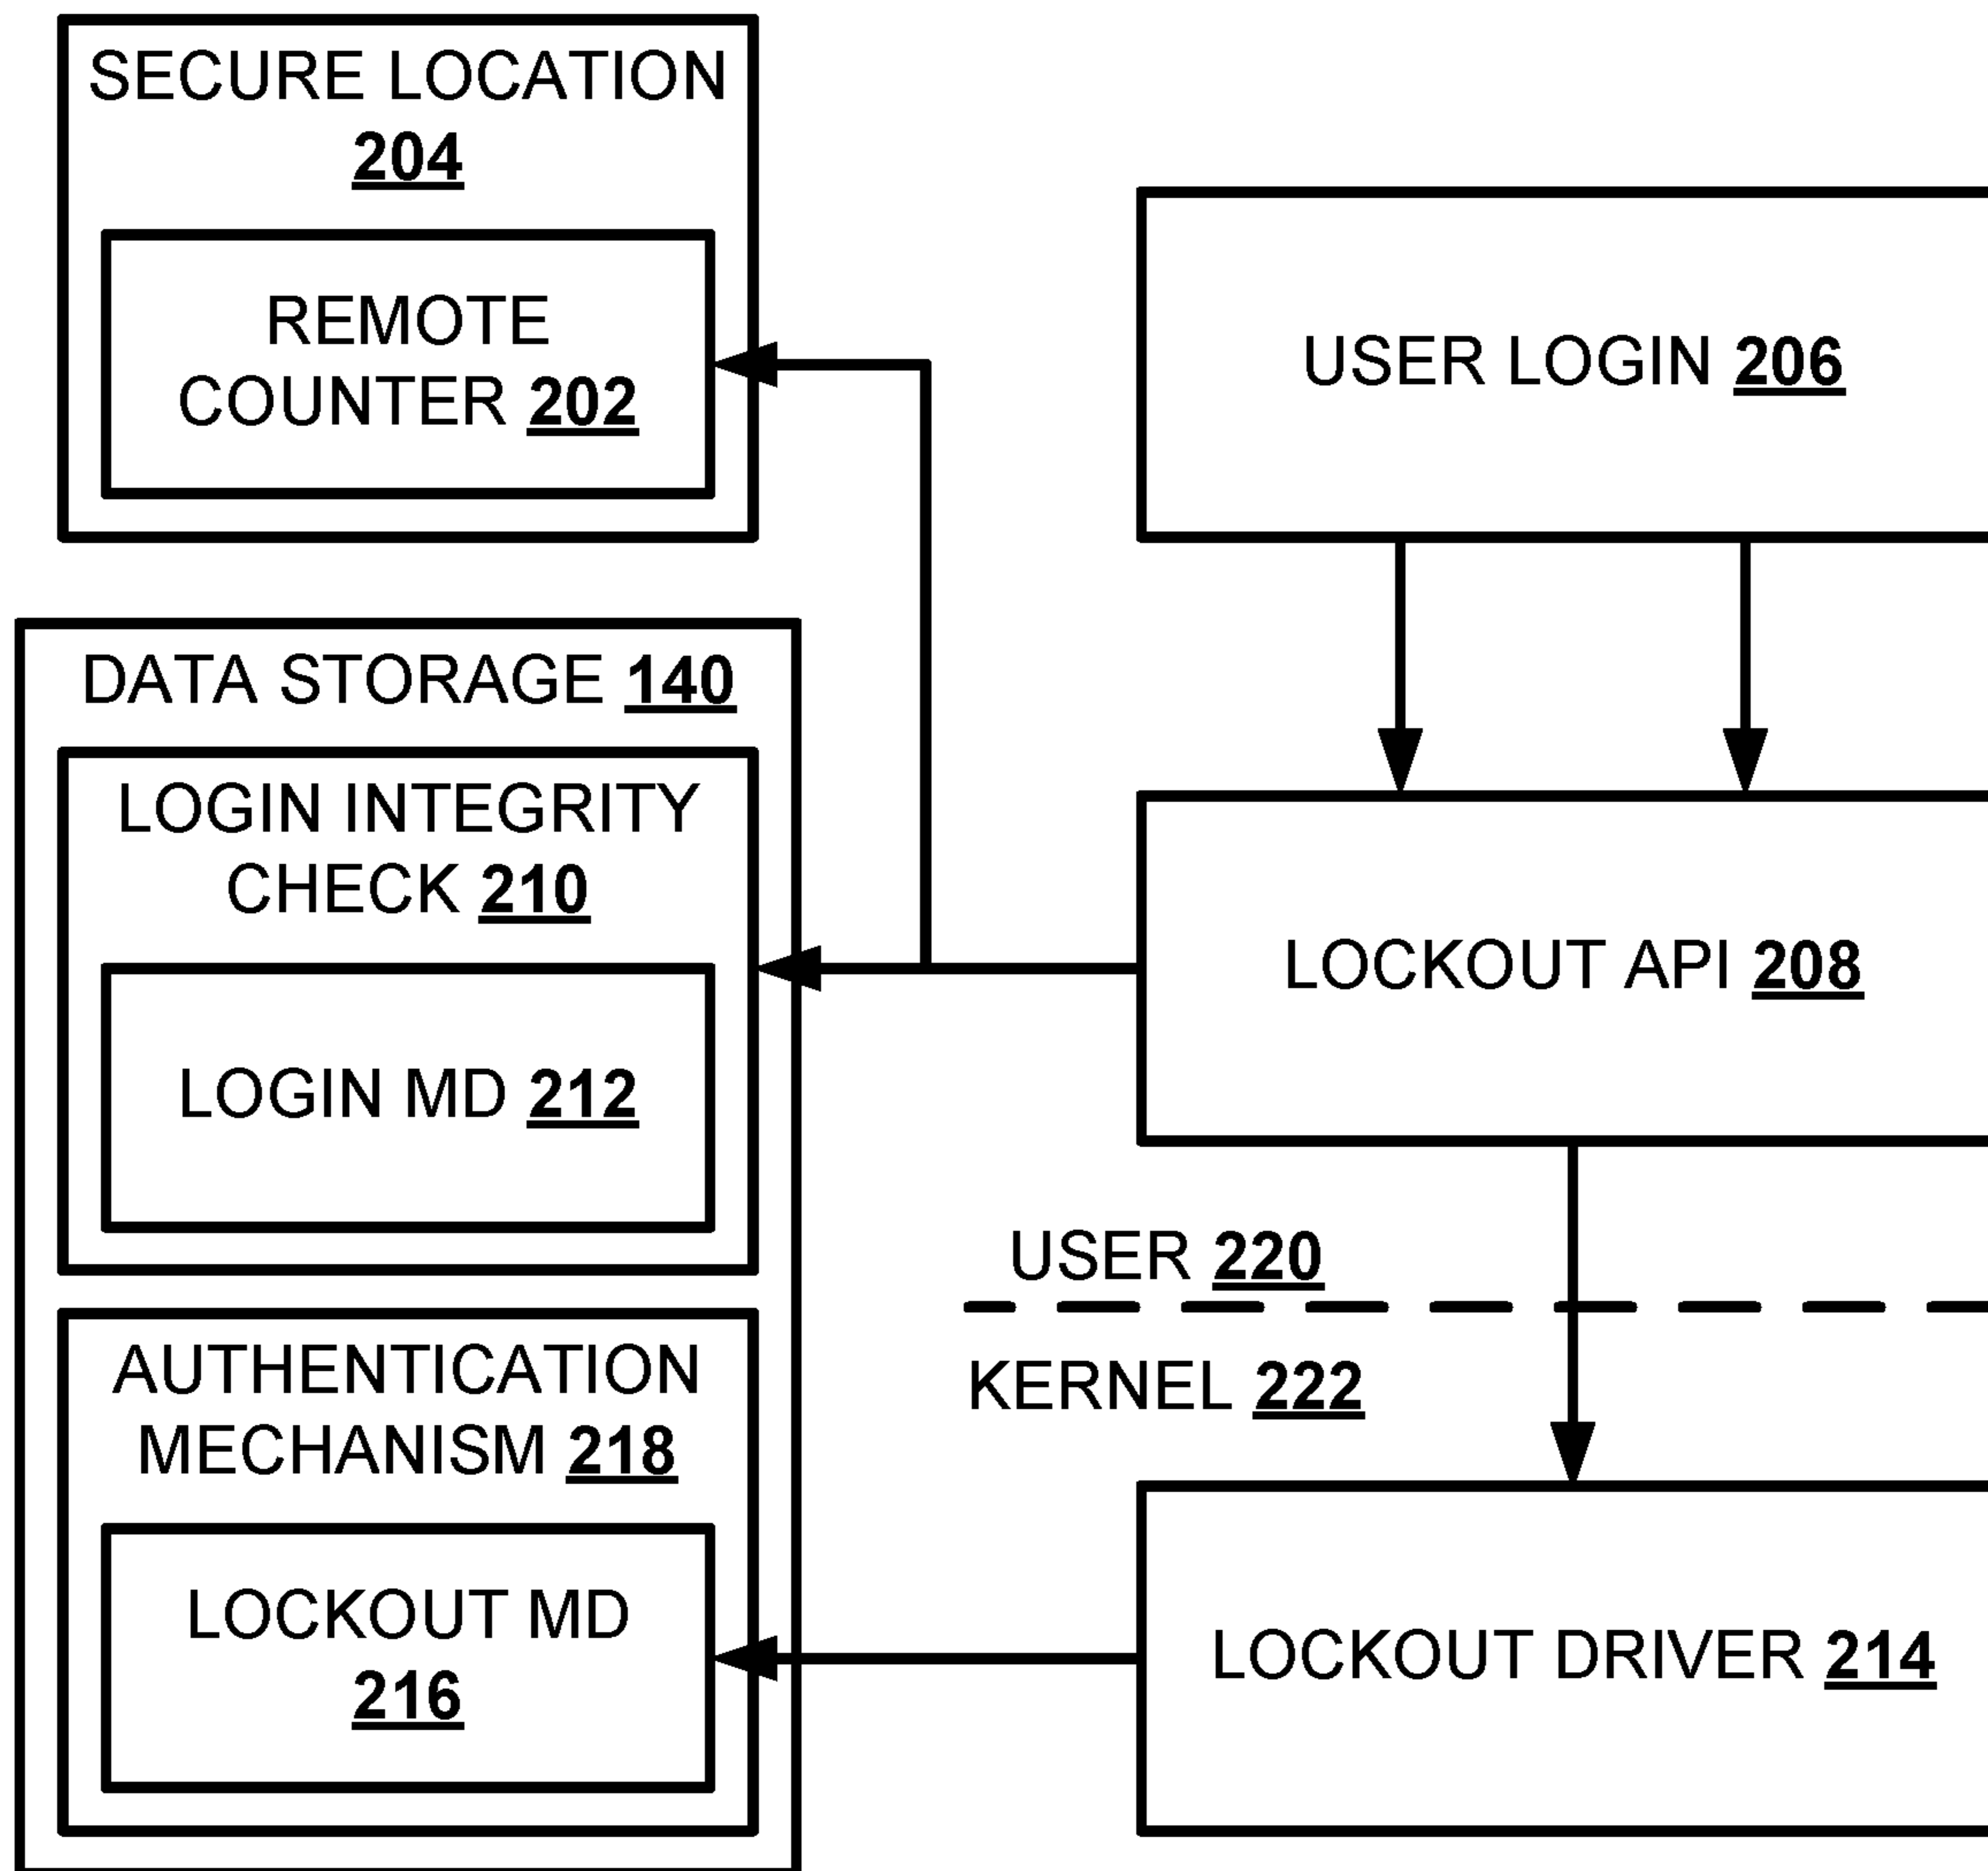 SECURE LOCATION
204
REMOTE
COUNTER 202
USER LOGIN 206
DATA STORAGE 140
LOGIN INTEGRITY
CHECK 210
LOGIN MD 212
LOCKOUT API 208
USER 220
KERNEL 222
AUTHENTICATION
MECHANISM 218
LOCKOUT MD
216
LOCKOUT DRIVER 214